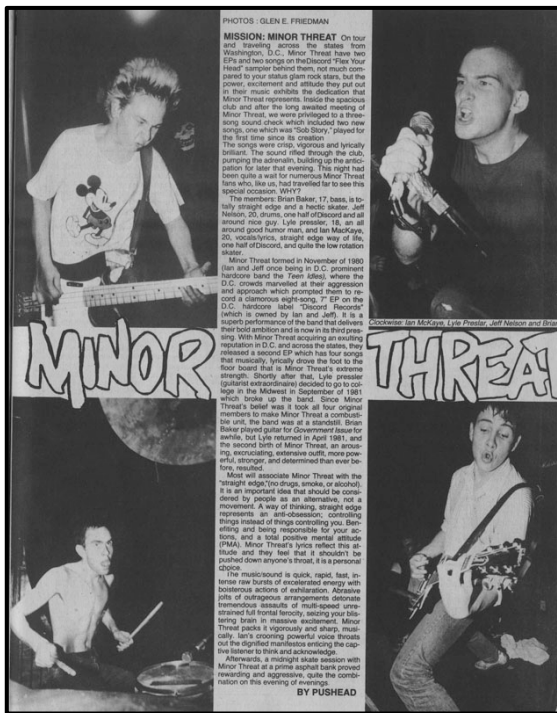 PHOTOS : GLEN E. FRIEDMAN
MISSION: MINOR THREAT On tour
and traveling across the states from
Washington, D.C., Minor Threat have two
EPs and two songs on theDiscord "Flex Your
Head" sampler behind them, not much com-
pared to your status glam rock stars, but the
power, excitement and attitude they put out
in their music exhibits the dedication that
Minor Threat represents. Inside the spacious
club and after the long awaited meeting of
Minor Threat, we were privileged to a three-
song sound check which included two new
songs, one which was "Sob Story," played for
the first time since its creation
The songs were crisp, vigorous and lyrically
brilliant. The sound rifled through the club,
pumping the adrenalin, building up the antici-
pation for later that evening. This night had
been quite a wait for numerous Minor Threat
fans who, like us, had travelled far to see this
special occasion. WHY?
The members: Brian Baker, 17, bass, is to-
tally straight edge and a hectic skater. Jeff
Nelson, 20, drums, one half of Discord and all
around nice guy. Lyle pressler, 18, an all
around good humor man, and Ian MacKaye,
20, vocals/lyrics, straight edge way of life,
one half of Discord, and quite the low rotation
skater.
Minor Threat formed in November of 1980
(Ian and Jeff once being in D.C. prominent
hardcore band the Teen Idles), where the
D.C. crowds marvelled at their aggression
and approach which prompted them to re-
cord a clamorous eight-song, 7" EP on the
D.C. hardcore label "Discord Records"
(which is owned by Ian and Jeff). It is a
superb performance of the band that delivers
their bold ambition and is now in its third pres-
sing. With Minor Threat acquiring an exulting
reputation in D.C. and across the states, they
released a second EP which has four songs
that musically, lyrically drove the foot to the
floor board that is Minor Threat's extreme
strength. Shortly after that, Lyle pressler
(guitarist extraordinaire) decided to go to col-
lege in the Midwest in September of 1981
which broke up the band. Since Minor
Threat's belief was it took all four original
members to make Minor Threat a combusti-
ble unit, the band was at a standstill. Brian
Baker played guitar for Government Issue for
awhile, but Lyle returned in April 1981, and
the second birth of Minor Threat, an arous-
ing, excruciating, extensive outfit, more pow-
erful, stronger, and determined than ever be-
fore, resulted.
Most will associate Minor Threat with the
"straight edge,"(no drugs, smoke, or alcohol).
It is an important idea that should be consi-
dered by people as an alternative, not a
movement. A way of thinking, straight edge
represents an anti-obsession; controlling
things instead of things controlling you. Ben-
efiting and being responsible for your ac-
tions, and a total positive mental attitude
(PMA). Minor Threat's lyrics reflect this at-
titude and they feel that it shouldn't be
pushed down anyone's throat, it is a personal
choice.
The music/sound is quick, rapid, fast, in-
tense raw bursts of excelerated energy with
boisterous actions of exhilaration. Abrasive
jolts of outrageous arrangements detonate
tremendous assaults of multi-speed unre-
strained full frontal ferocity, seizing your blis-
tering brain in massive excitement. Minor
Threat packs it vigorously and sharp, musi-
cally. Ian's crooning powerful voice throats
out the dignified manifestos enticing the cap-
tive listener to think and acknowledge.
Afterwards, a midnight skate session with
Minor Threat at a prime asphalt bank proved
rewarding and aggressive, quite the combi-
nation on this evening of evenings.
BY PUSHEAD
Clockwise: Ian McKaye, Lyle Preslar, Jeff Nelson and Brian
MINOR THREAT